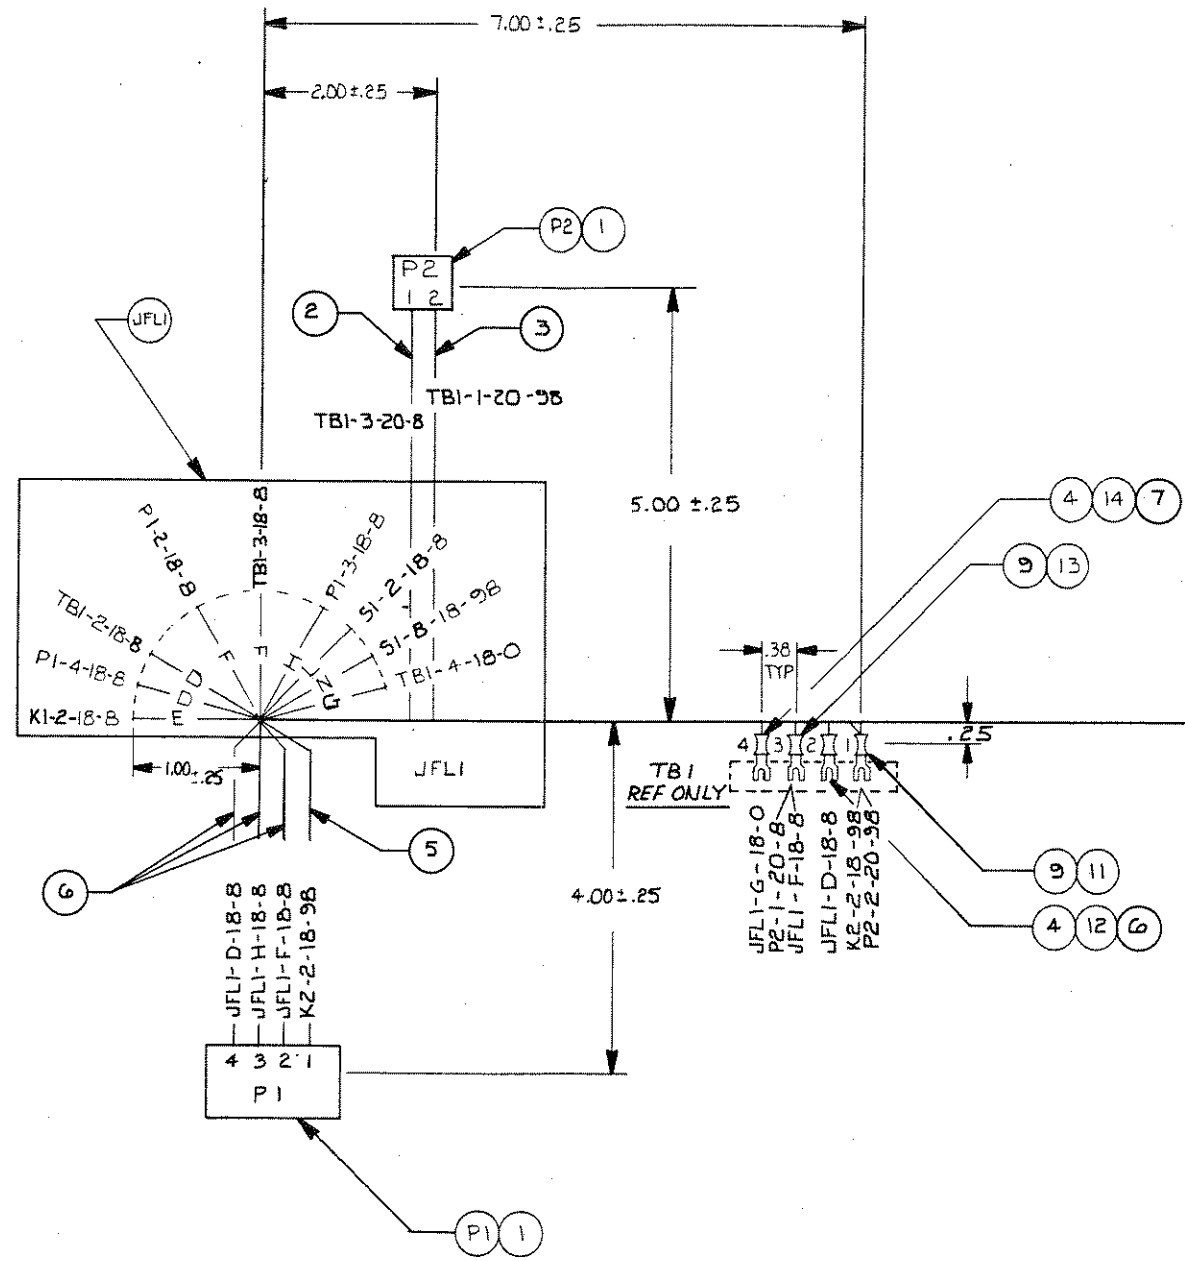 7.00±.25
2.00±.25
P2 1
P2
1 2
2
3
JFL1
TB1-1-20-98
TB1-3-20-8
5.00 ±.25
4 14 7
9 13
P1-2-18-8
TB1-3-18-8
P1-3-18-8
S1-2-18-8
S1-8-18-98
TB1-4-18-0
TB1-2-18-8
P1-4-18-8
K1-2-18-8
F
F
H
J
N
G
D
D
E
.38
TYP
4 3 2 1
.25
1.00±.25
JFL1
TB1
REF ONLY
6
5
4.00±.25
JFL1-G-18-0
P2-1-20-8
JFL1-F-18-8
JFL1-D-18-8
K2-2-18-98
P2-2-20-98
9 11
4 12 6
JFL1-D-18-8
JFL1-H-18-8
JFL1-F-18-8
K2-2-18-98
4 3 2 1
P1
P1 1